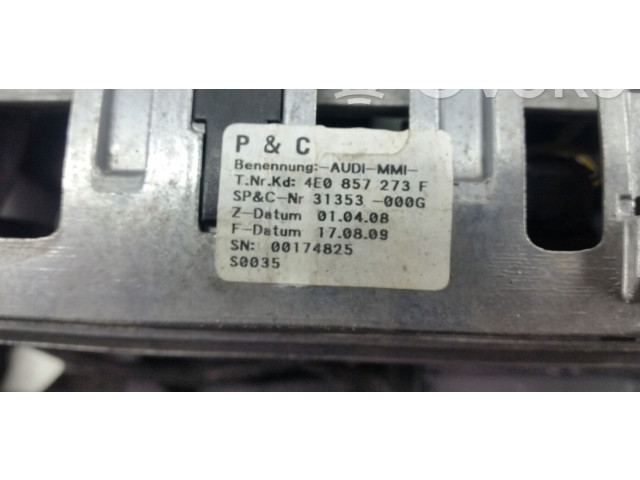 P & C
Benennung:-AUDI-MMI-
T.Nr.Kd: 4E0 857 273 F
SP&C-Nr 31353 -000G
Z-Datum 01.04.08
F-Datum 17.08.09
SN: 00174825
S0035